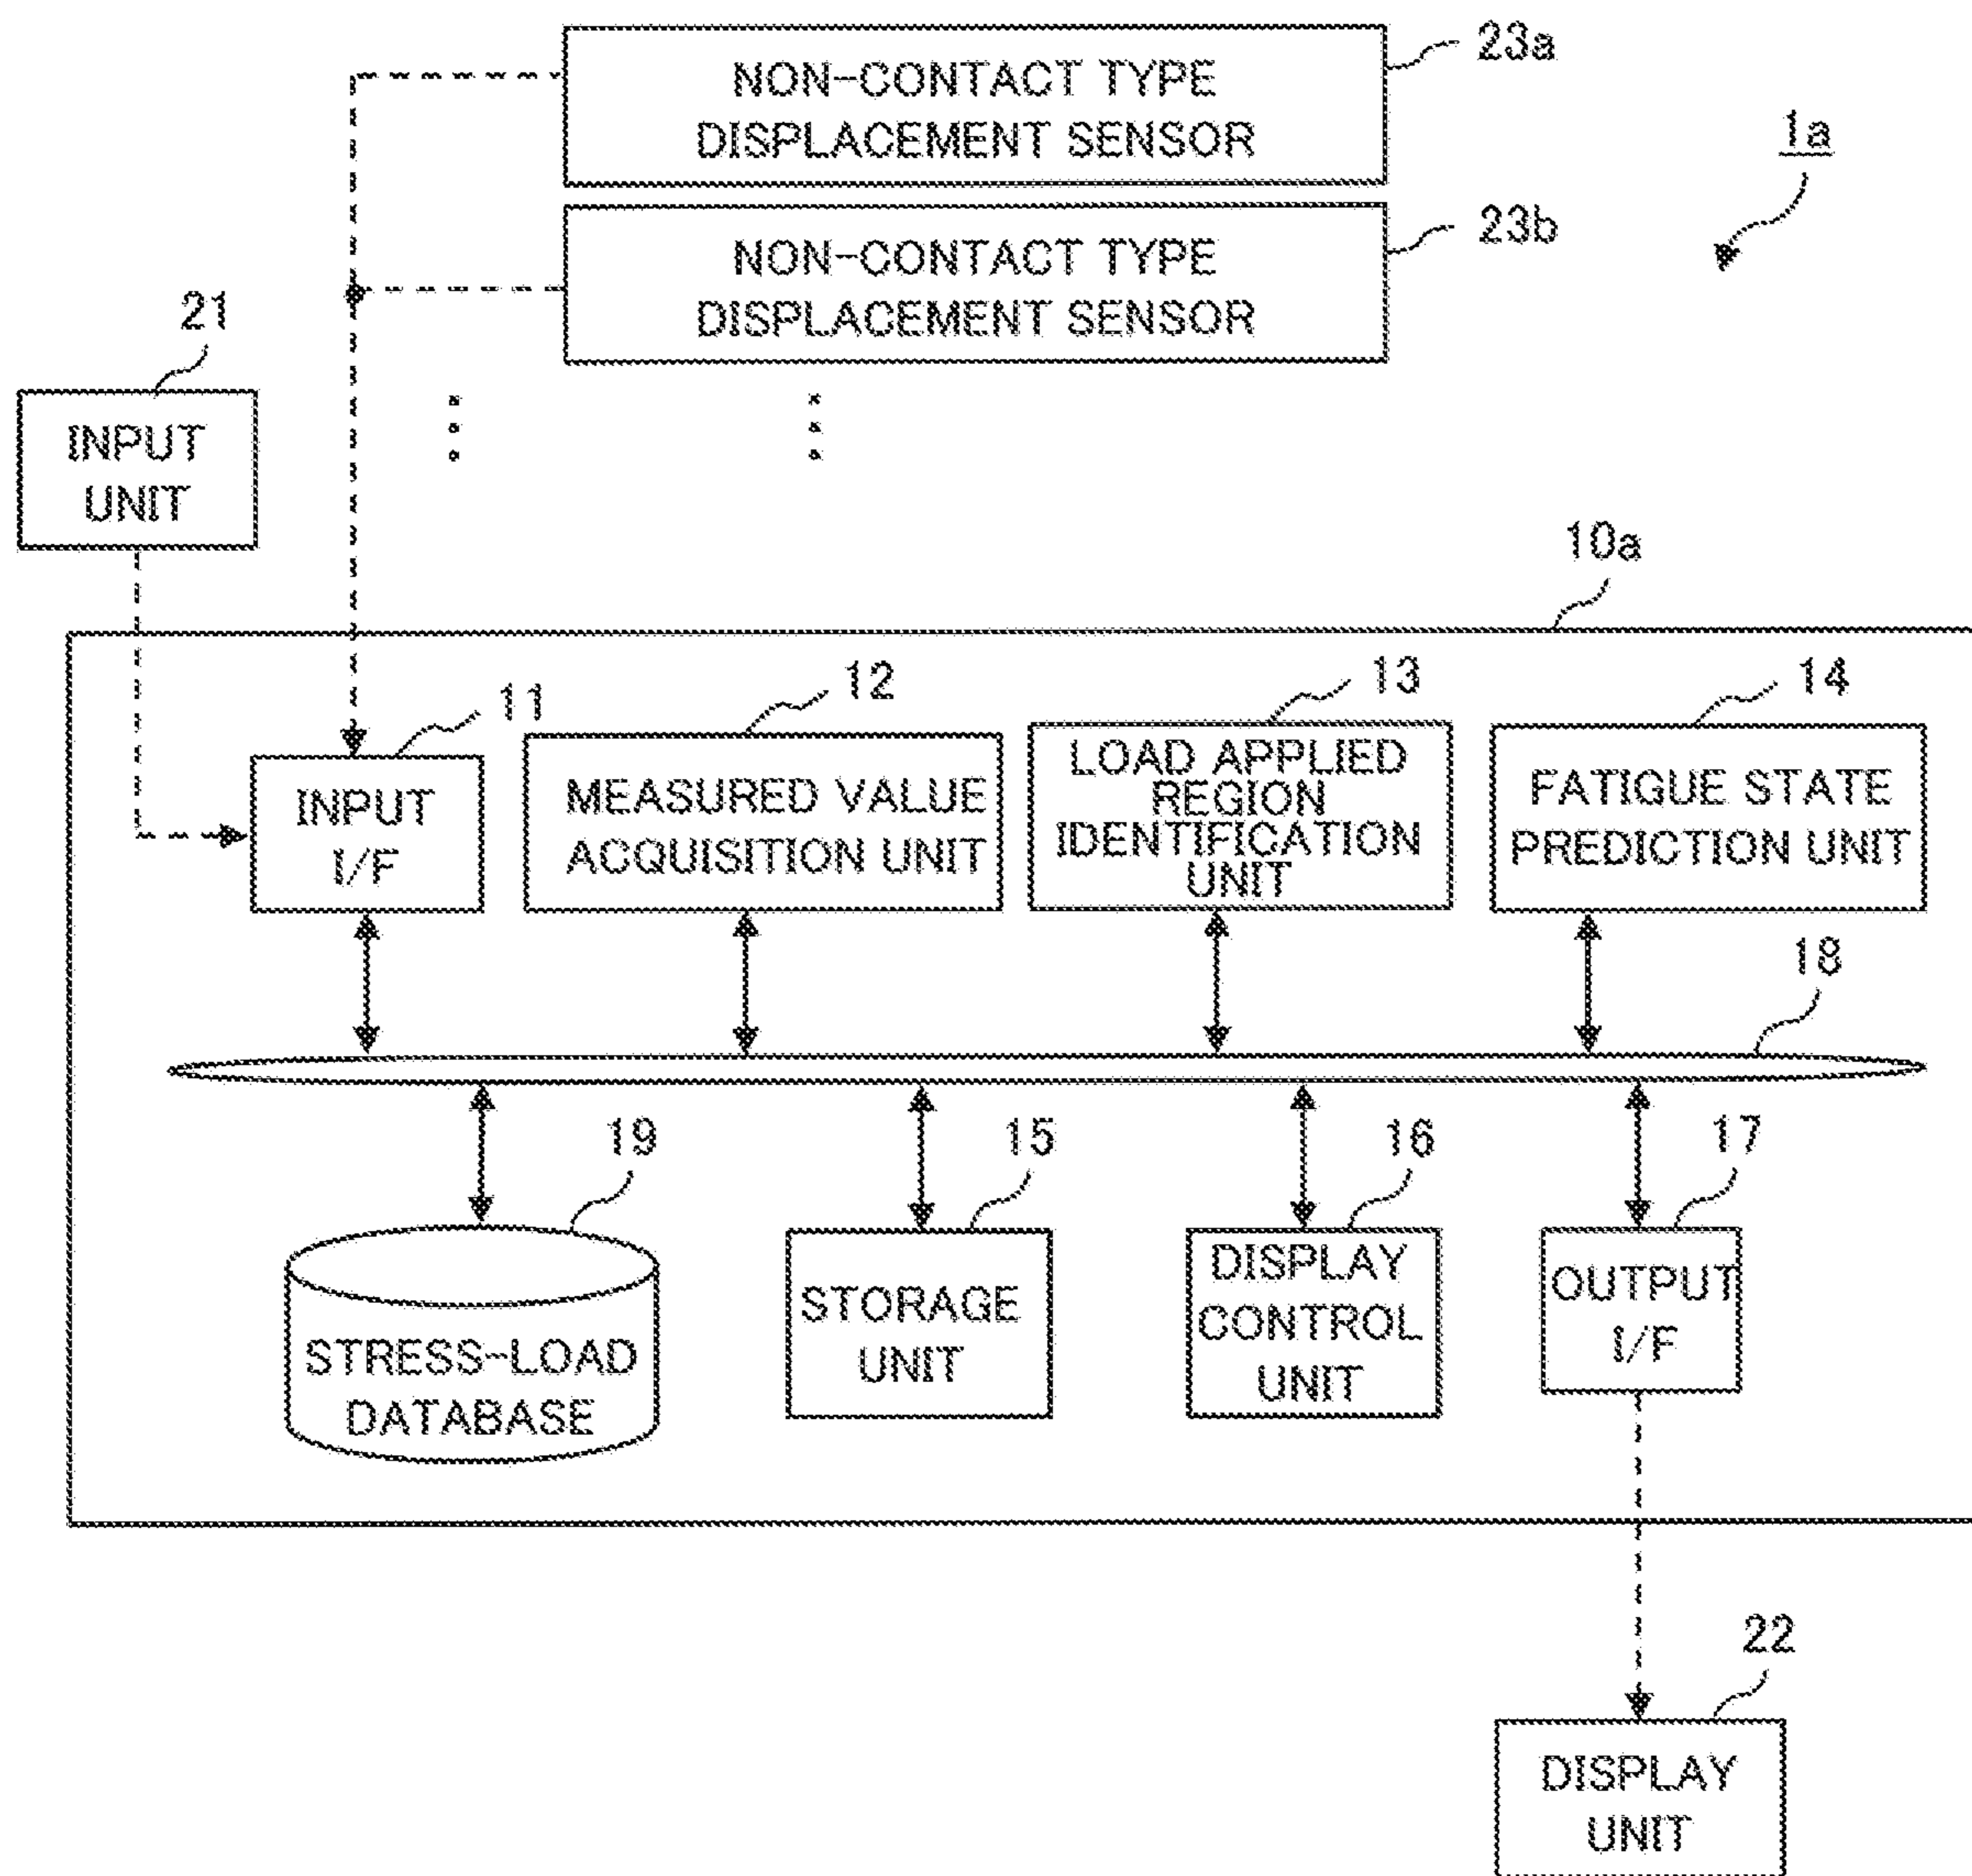 23a
NON-CONTACT TYPE
DISPLACEMENT SENSOR
1a
23b
NON-CONTACT TYPE
DISPLACEMENT SENSOR
21
INPUT
UNIT
10a
11
INPUT
I/F
12
MEASURED VALUE
ACQUISITION UNIT
13
LOAD APPLIED
REGION
IDENTIFICATION
UNIT
14
FATIGUE STATE
PREDICTION UNIT
18
19
STRESS-LOAD
DATABASE
15
STORAGE
UNIT
16
DISPLAY
CONTROL
UNIT
17
OUTPUT
I/F
22
DISPLAY
UNIT